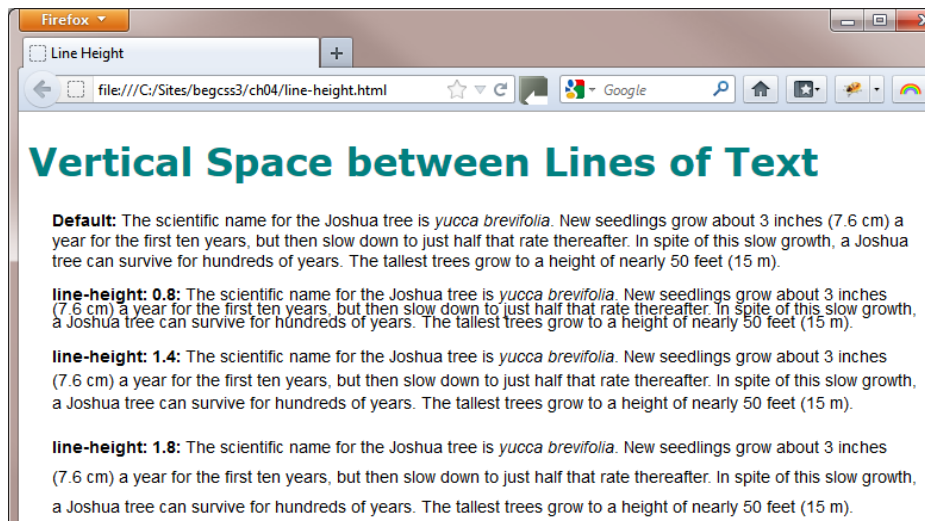 Firefox
Line Height
file:///C:/Sites/begcss3/ch04/line-height.html
Google
Vertical Space between Lines of Text
Default: The scientific name for the Joshua tree is yucca brevifolia. New seedlings grow about 3 inches (7.6 cm) a
year for the first ten years, but then slow down to just half that rate thereafter. In spite of this slow growth, a Joshua
tree can survive for hundreds of years. The tallest trees grow to a height of nearly 50 feet (15 m).
line-height: 0.8: The scientific name for the Joshua tree is yucca brevifolia. New seedlings grow about 3 inches
(7.6 cm) a year for the first ten years, but then slow down to just half that rate thereafter. In spite of this slow growth,
a Joshua tree can survive for hundreds of years. The tallest trees grow to a height of nearly 50 feet (15 m).
line-height: 1.4: The scientific name for the Joshua tree is yucca brevifolia. New seedlings grow about 3 inches
(7.6 cm) a year for the first ten years, but then slow down to just half that rate thereafter. In spite of this slow growth,
a Joshua tree can survive for hundreds of years. The tallest trees grow to a height of nearly 50 feet (15 m).
line-height: 1.8: The scientific name for the Joshua tree is yucca brevifolia. New seedlings grow about 3 inches
(7.6 cm) a year for the first ten years, but then slow down to just half that rate thereafter. In spite of this slow growth,
a Joshua tree can survive for hundreds of years. The tallest trees grow to a height of nearly 50 feet (15 m).